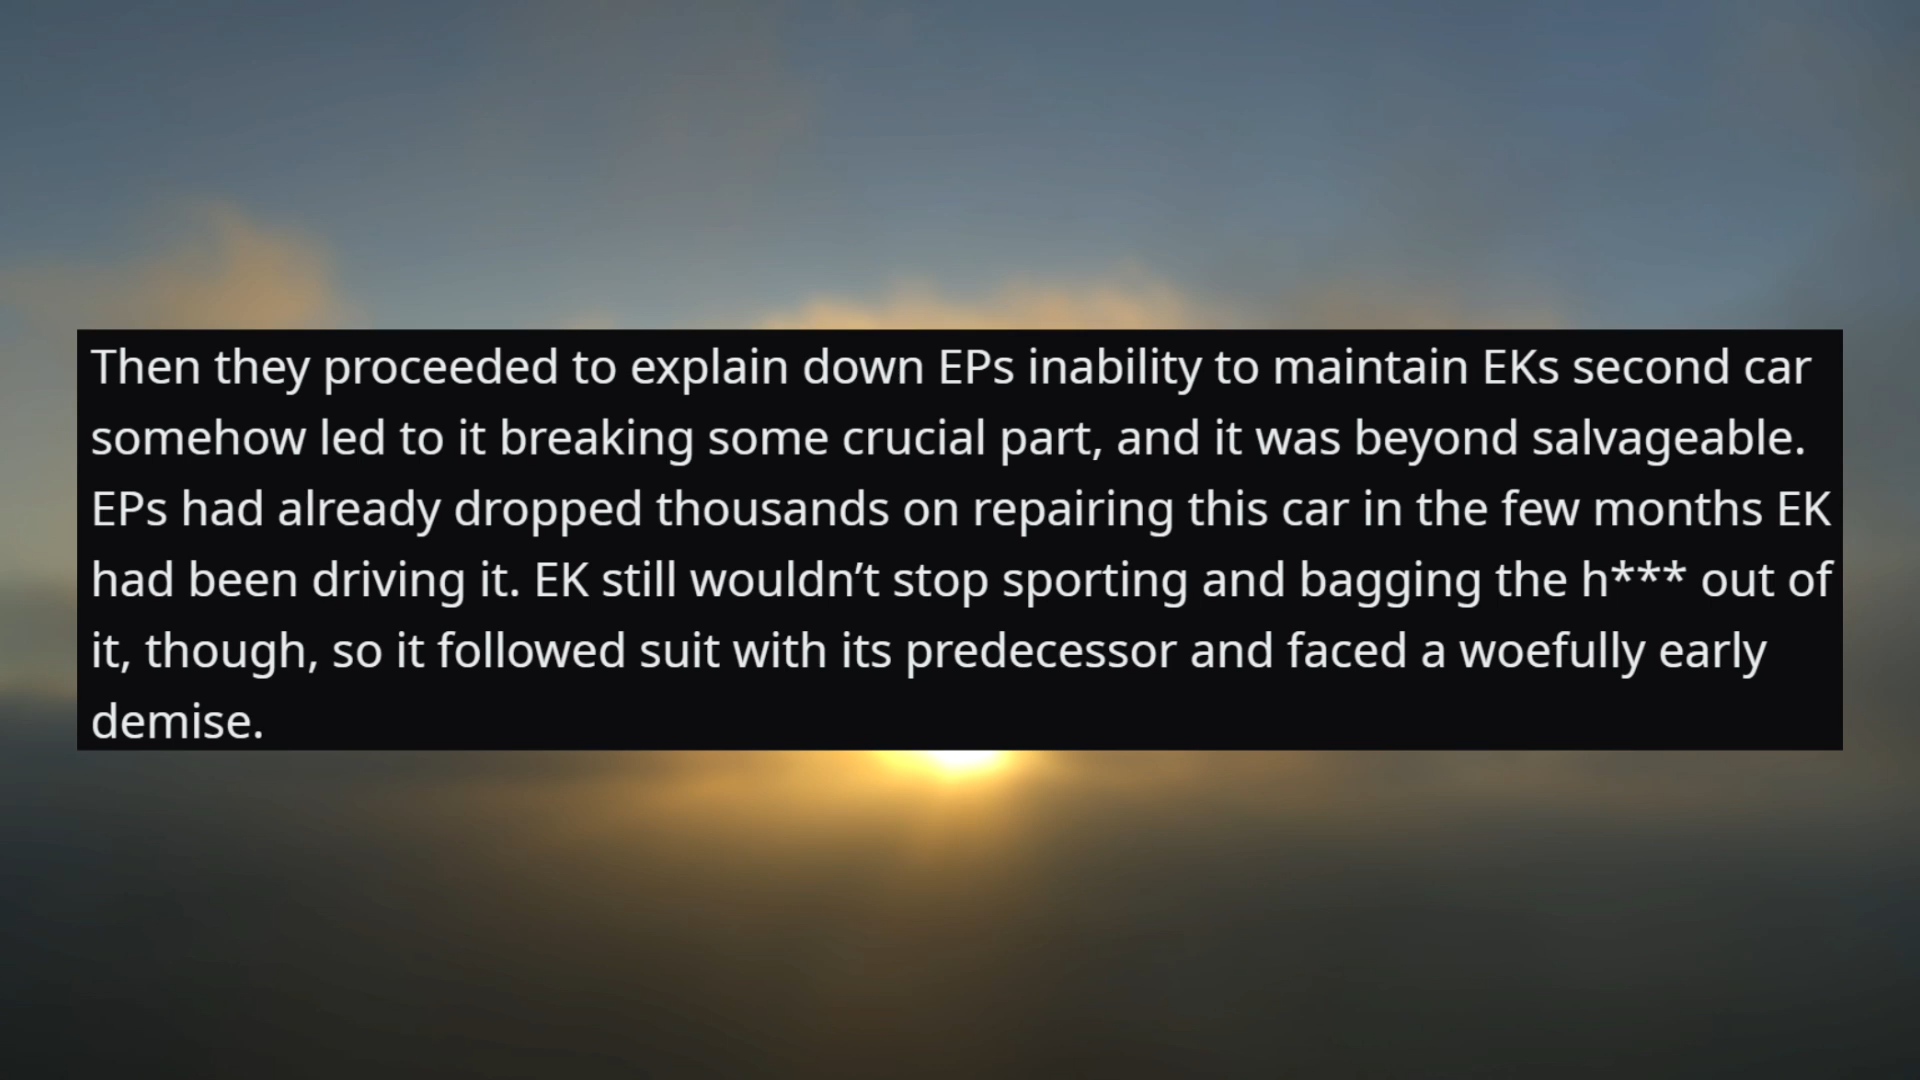 Then they proceeded to explain down EPs inability to maintain EKs second car
somehow led to it breaking some crucial part, and it was beyond salvageable.
EPs had already dropped thousands on repairing this car in the few months EK
had been driving it. EK still wouldn’t stop sporting and bagging the h*** out of
it, though, so it followed suit with its predecessor and faced a woefully early
demise.